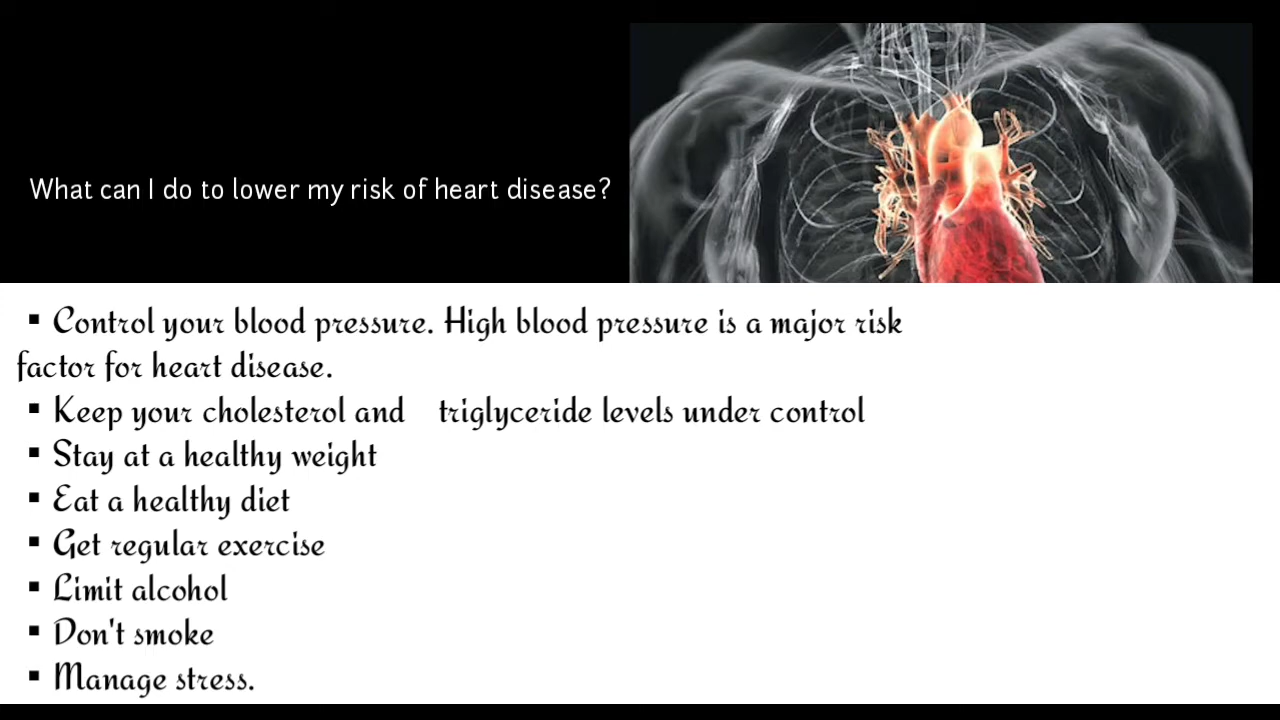 What can I do to lower my risk of heart disease?
▪ Control your blood pressure. High blood pressure is a major risk
factor for heart disease.
▪ Keep your cholesterol and triglyceride levels under control
▪ Stay at a healthy weight
▪ Eat a healthy diet
▪ Get regular exercise
▪ Limit alcohol
▪ Don't smoke
▪ Manage stress.